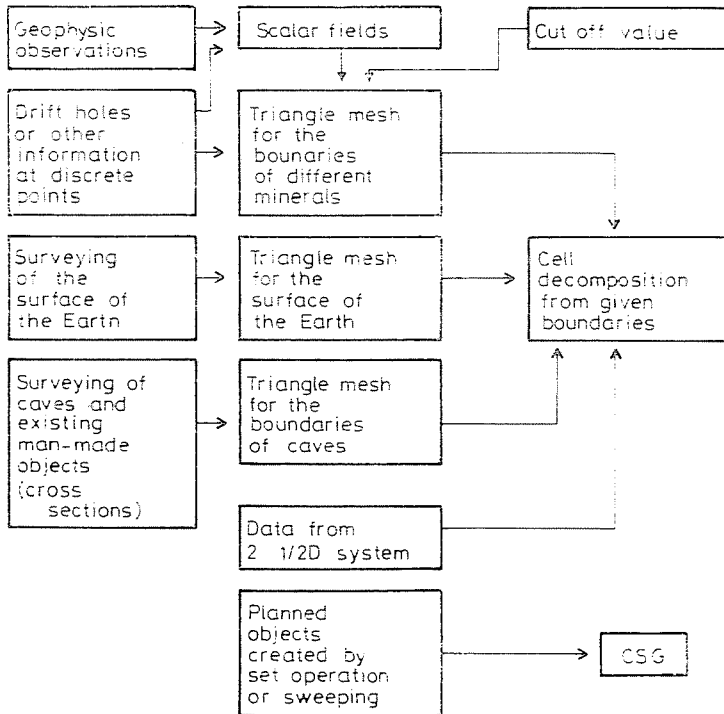 Geophysic
observations
Scalar fields
Cut off value
Drift holes
or other
information
at discrete
points
Triangle mesh
for the
bounaries
of different
minerals
Surveying
of the
surface of
the Eartn
Triangle mesh
for the
surface of
the Earth
Cell
decomposition
from given
boundaries
Surveying of
caves and
existing
man-made
objects
(cross
sections)
Triangle mesh
for the
boundaries
of caves
Data from
2 1/2D system
Planned
objects
created by
set operation
or sweeping
CSG